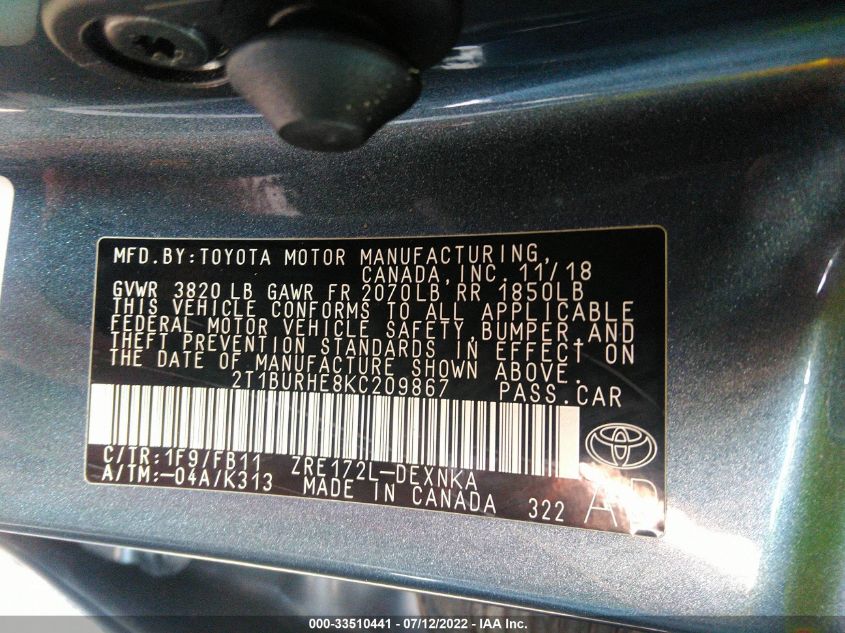 MFD.BY:TOYOTA MOTOR MANUFACTURING,
CANADA,INC. 11/18
GVWR 3820 LB GAWR FR 2070LB RR 1850LB
THIS VEHICLE CONFORMS TO ALL APPLICABLE
FEDERAL MOTOR VEHICLE SAFETY,BUMPER,AND
THEFT PREVENTION STANDARDS IN EFFECT ON
THE DATE OF MANUFACTURE SHOWN ABOVE.
2T1BURHE8KC209867 PASS.CAR
C/TR:1F9/FB11 ZRE172L-DEXNKA
A/TM:-04A/K313 MADE IN CANADA 322
000-33510441 - 07/12/2022 - IAA Inc.